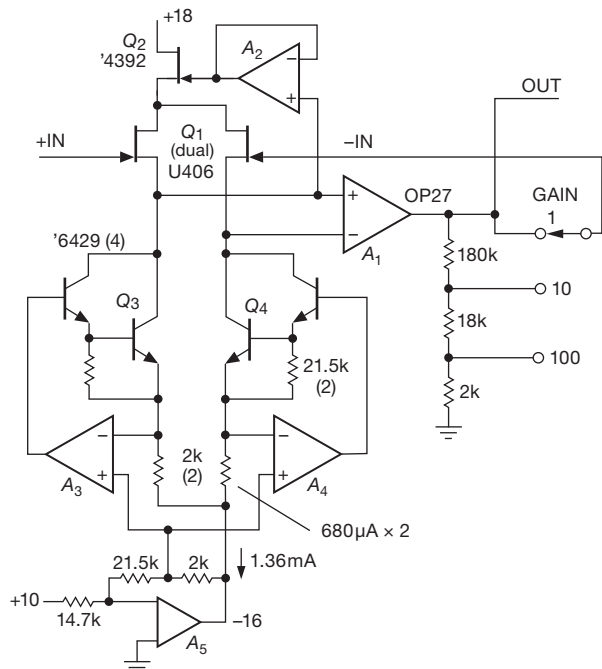 +18
Q2
'4392
A2
OUT
+IN
Q1
(dual)
U406
−IN
OP27
GAIN
1
+
−
A1
'6429 (4)
180k
Q3
Q4
10
18k
21.5k
(2)
100
2k
−
+
A3
2k
(2)
−
+
A4
680µA × 2
21.5k
2k
1.36mA
+10
14.7k
A5
−16
−
+